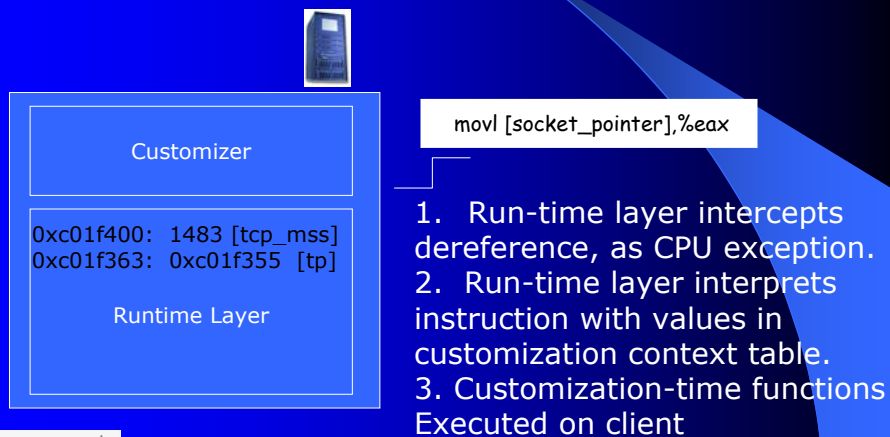 movl [socket_pointer],%eax
Customizer
0xc01f400: 1483 [tcp_mss]
0xc01f363: 0xc01f355 [tp]
Runtime Layer
1. Run-time layer intercepts
dereference, as CPU exception.
2. Run-time layer interprets
instruction with values in
customization context table.
3. Customization-time functions
Executed on client